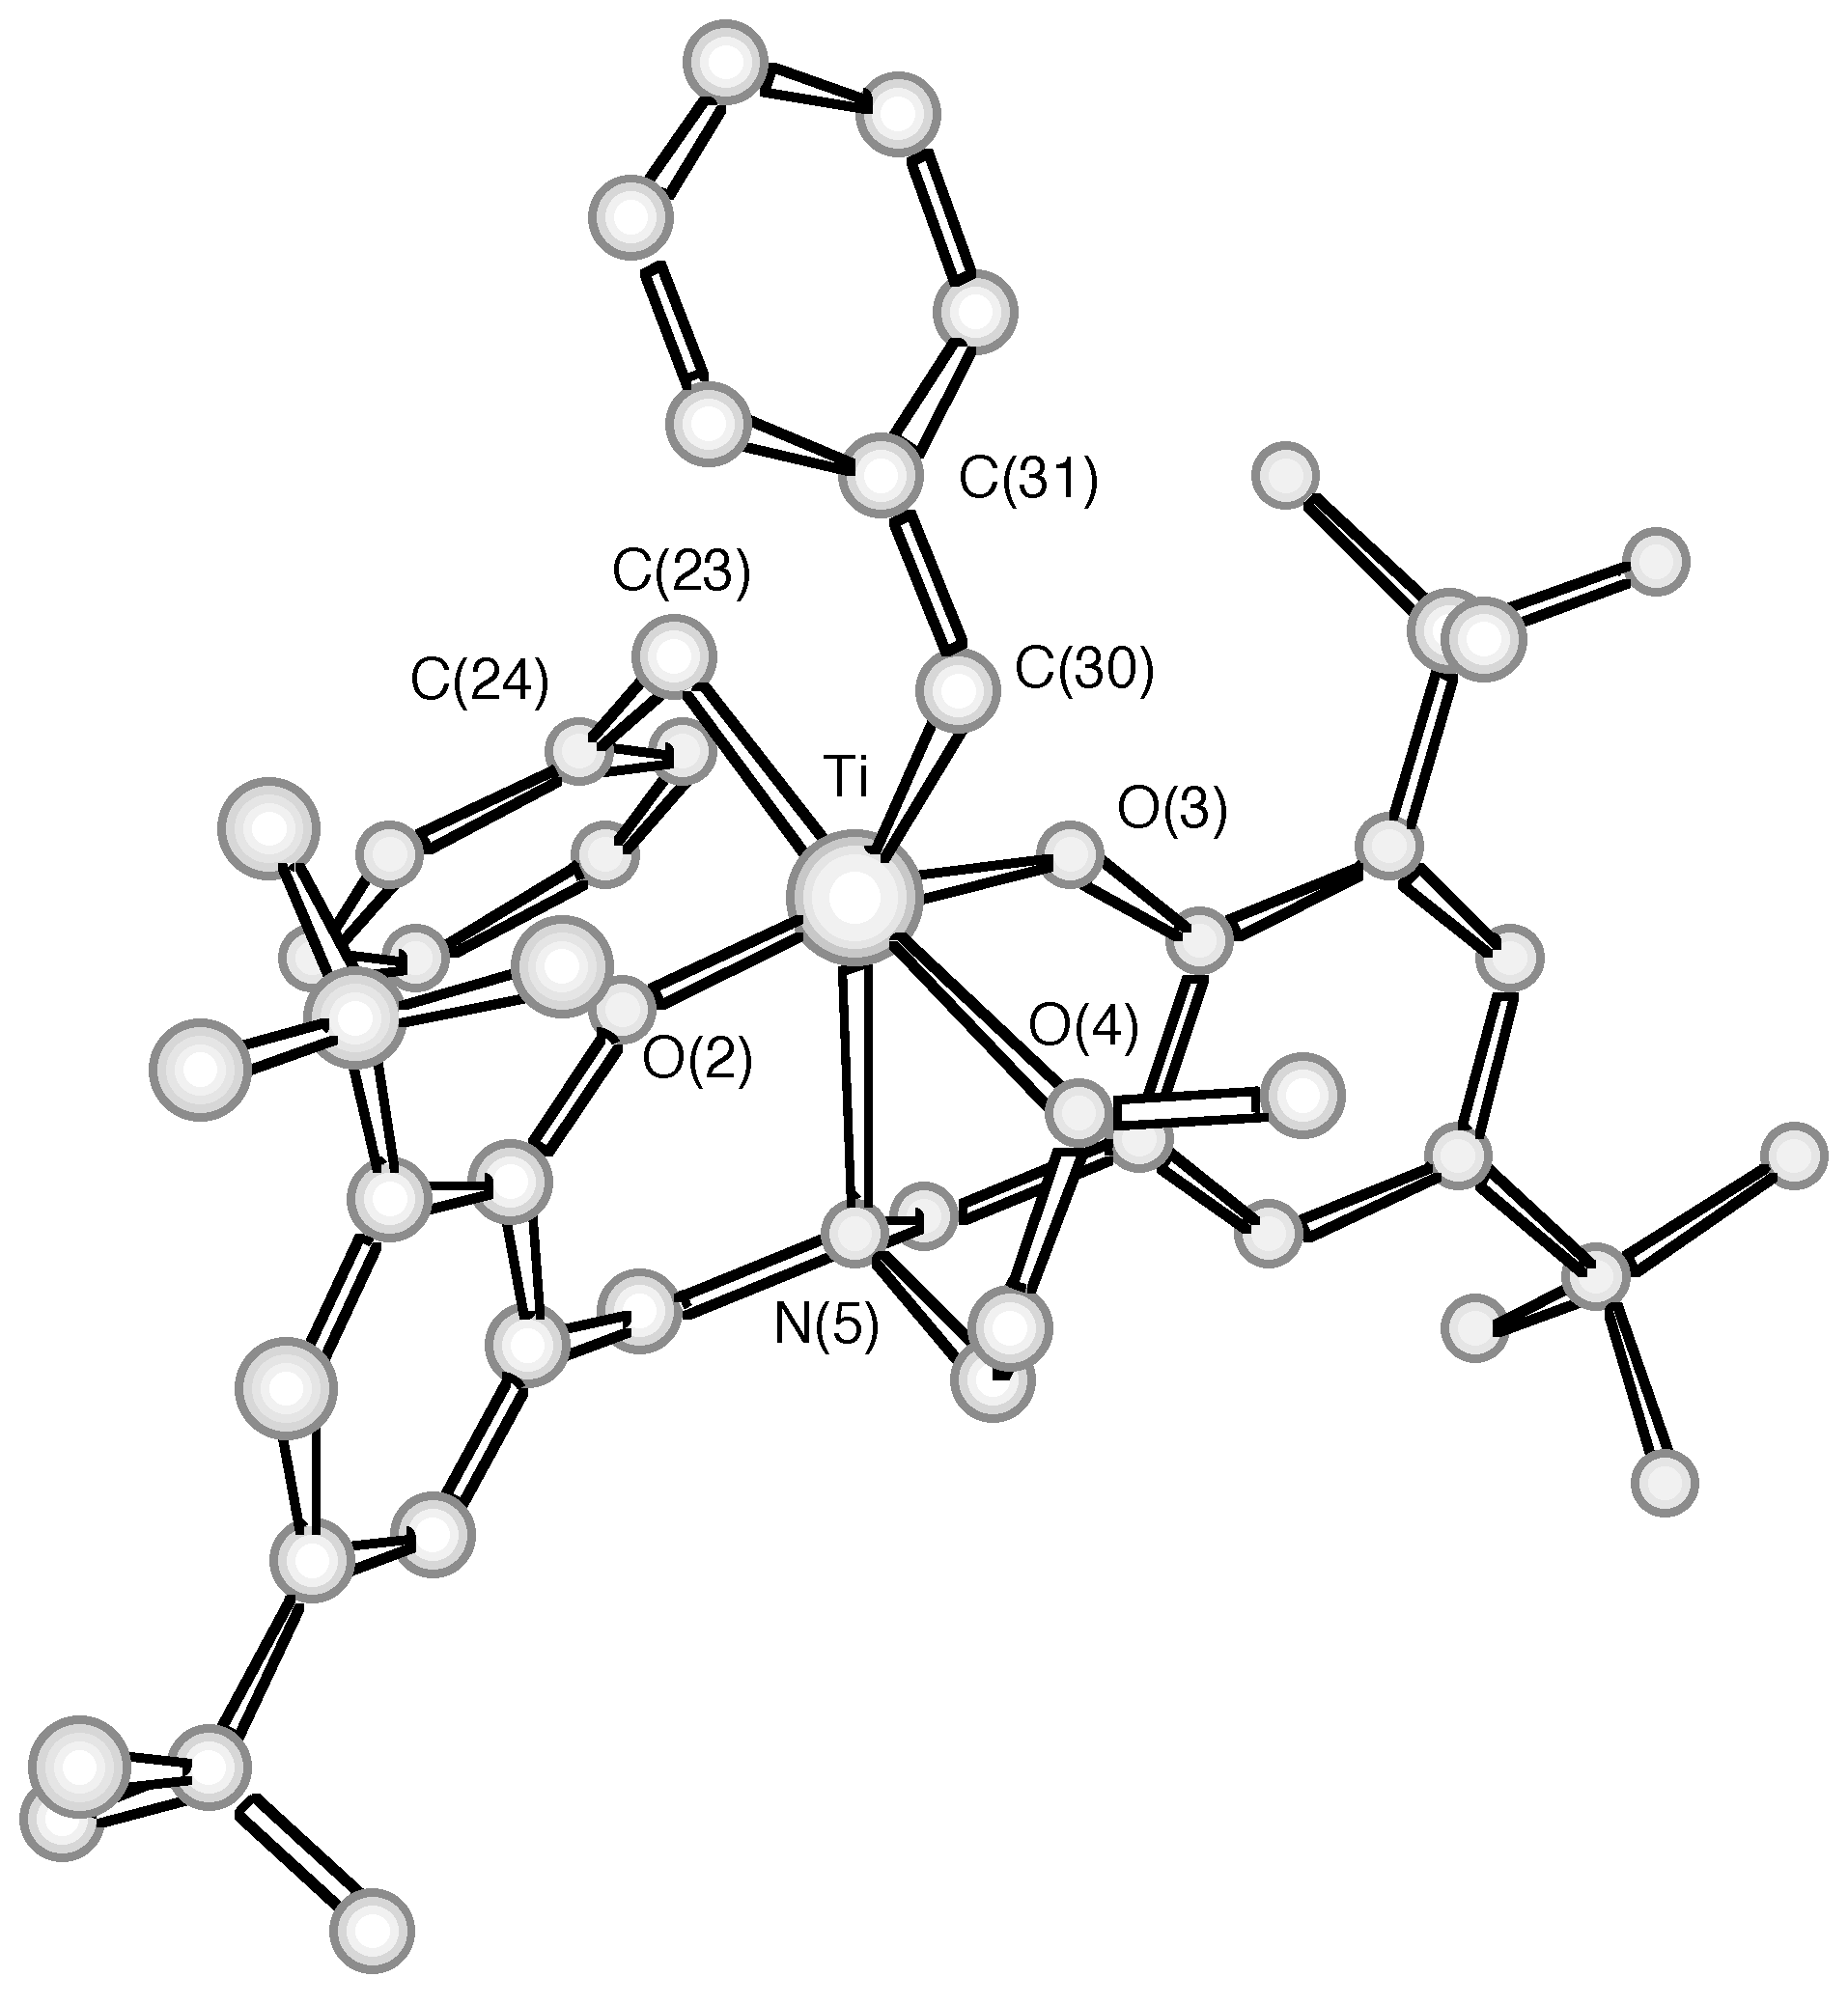 C(31)
C(23)
C(30)
C(24)
Ti
O(3)
O(4)
O(2)
N(5)